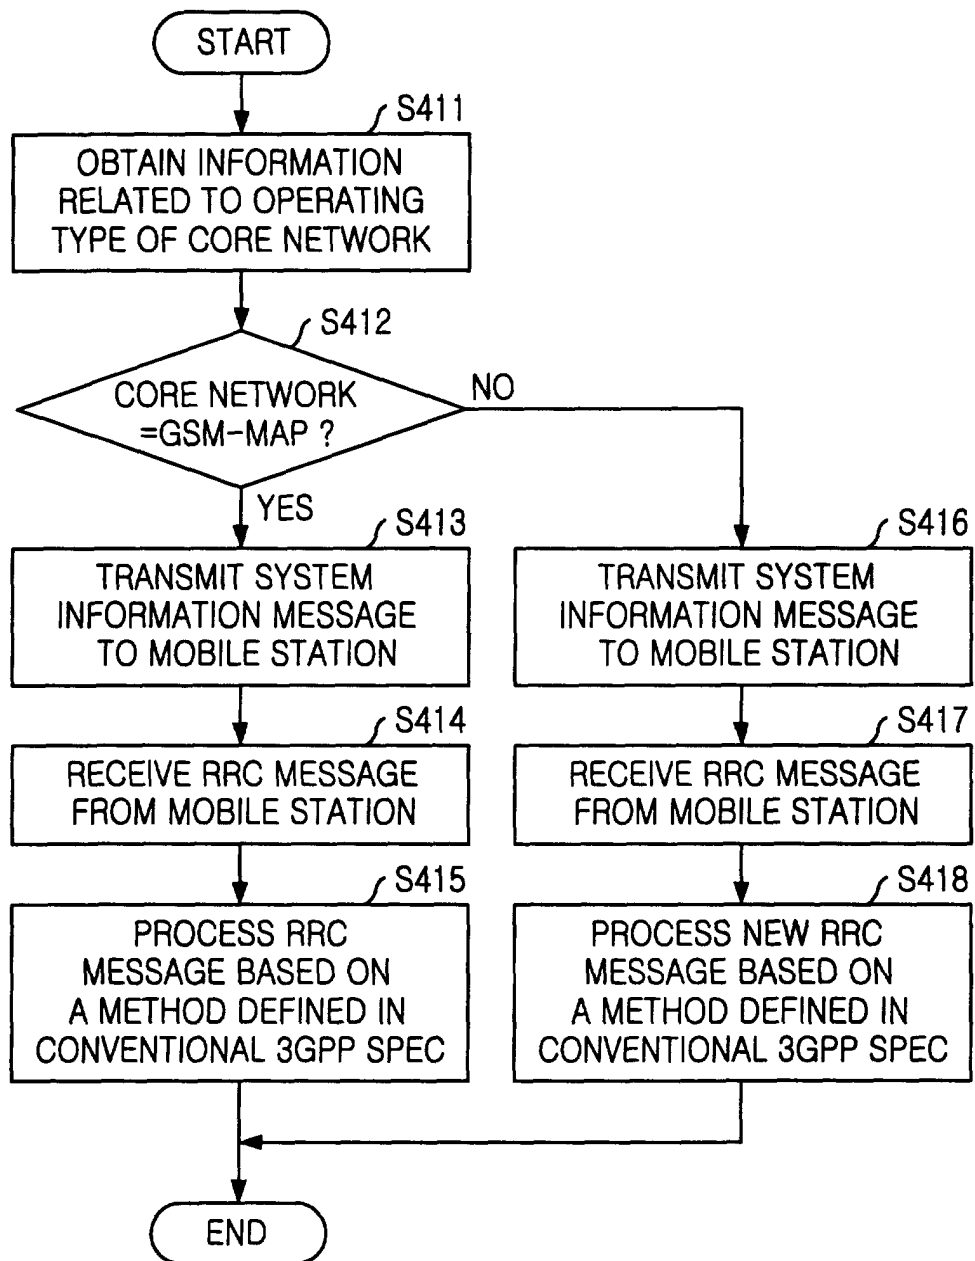 START
S411
OBTAIN INFORMATION
RELATED TO OPERATING
TYPE OF CORE NETWORK
S412
CORE NETWORK
=GSM-MAP ?
NO
YES
S413
TRANSMIT SYSTEM
INFORMATION MESSAGE
TO MOBILE STATION
S414
RECEIVE RRC MESSAGE
FROM MOBILE STATION
S415
PROCESS RRC
MESSAGE BASED ON
A METHOD DEFINED IN
CONVENTIONAL 3GPP SPEC
S416
TRANSMIT SYSTEM
INFORMATION MESSAGE
TO MOBILE STATION
S417
RECEIVE RRC MESSAGE
FROM MOBILE STATION
S418
PROCESS NEW RRC
MESSAGE BASED ON
A METHOD DEFINED IN
CONVENTIONAL 3GPP SPEC
END